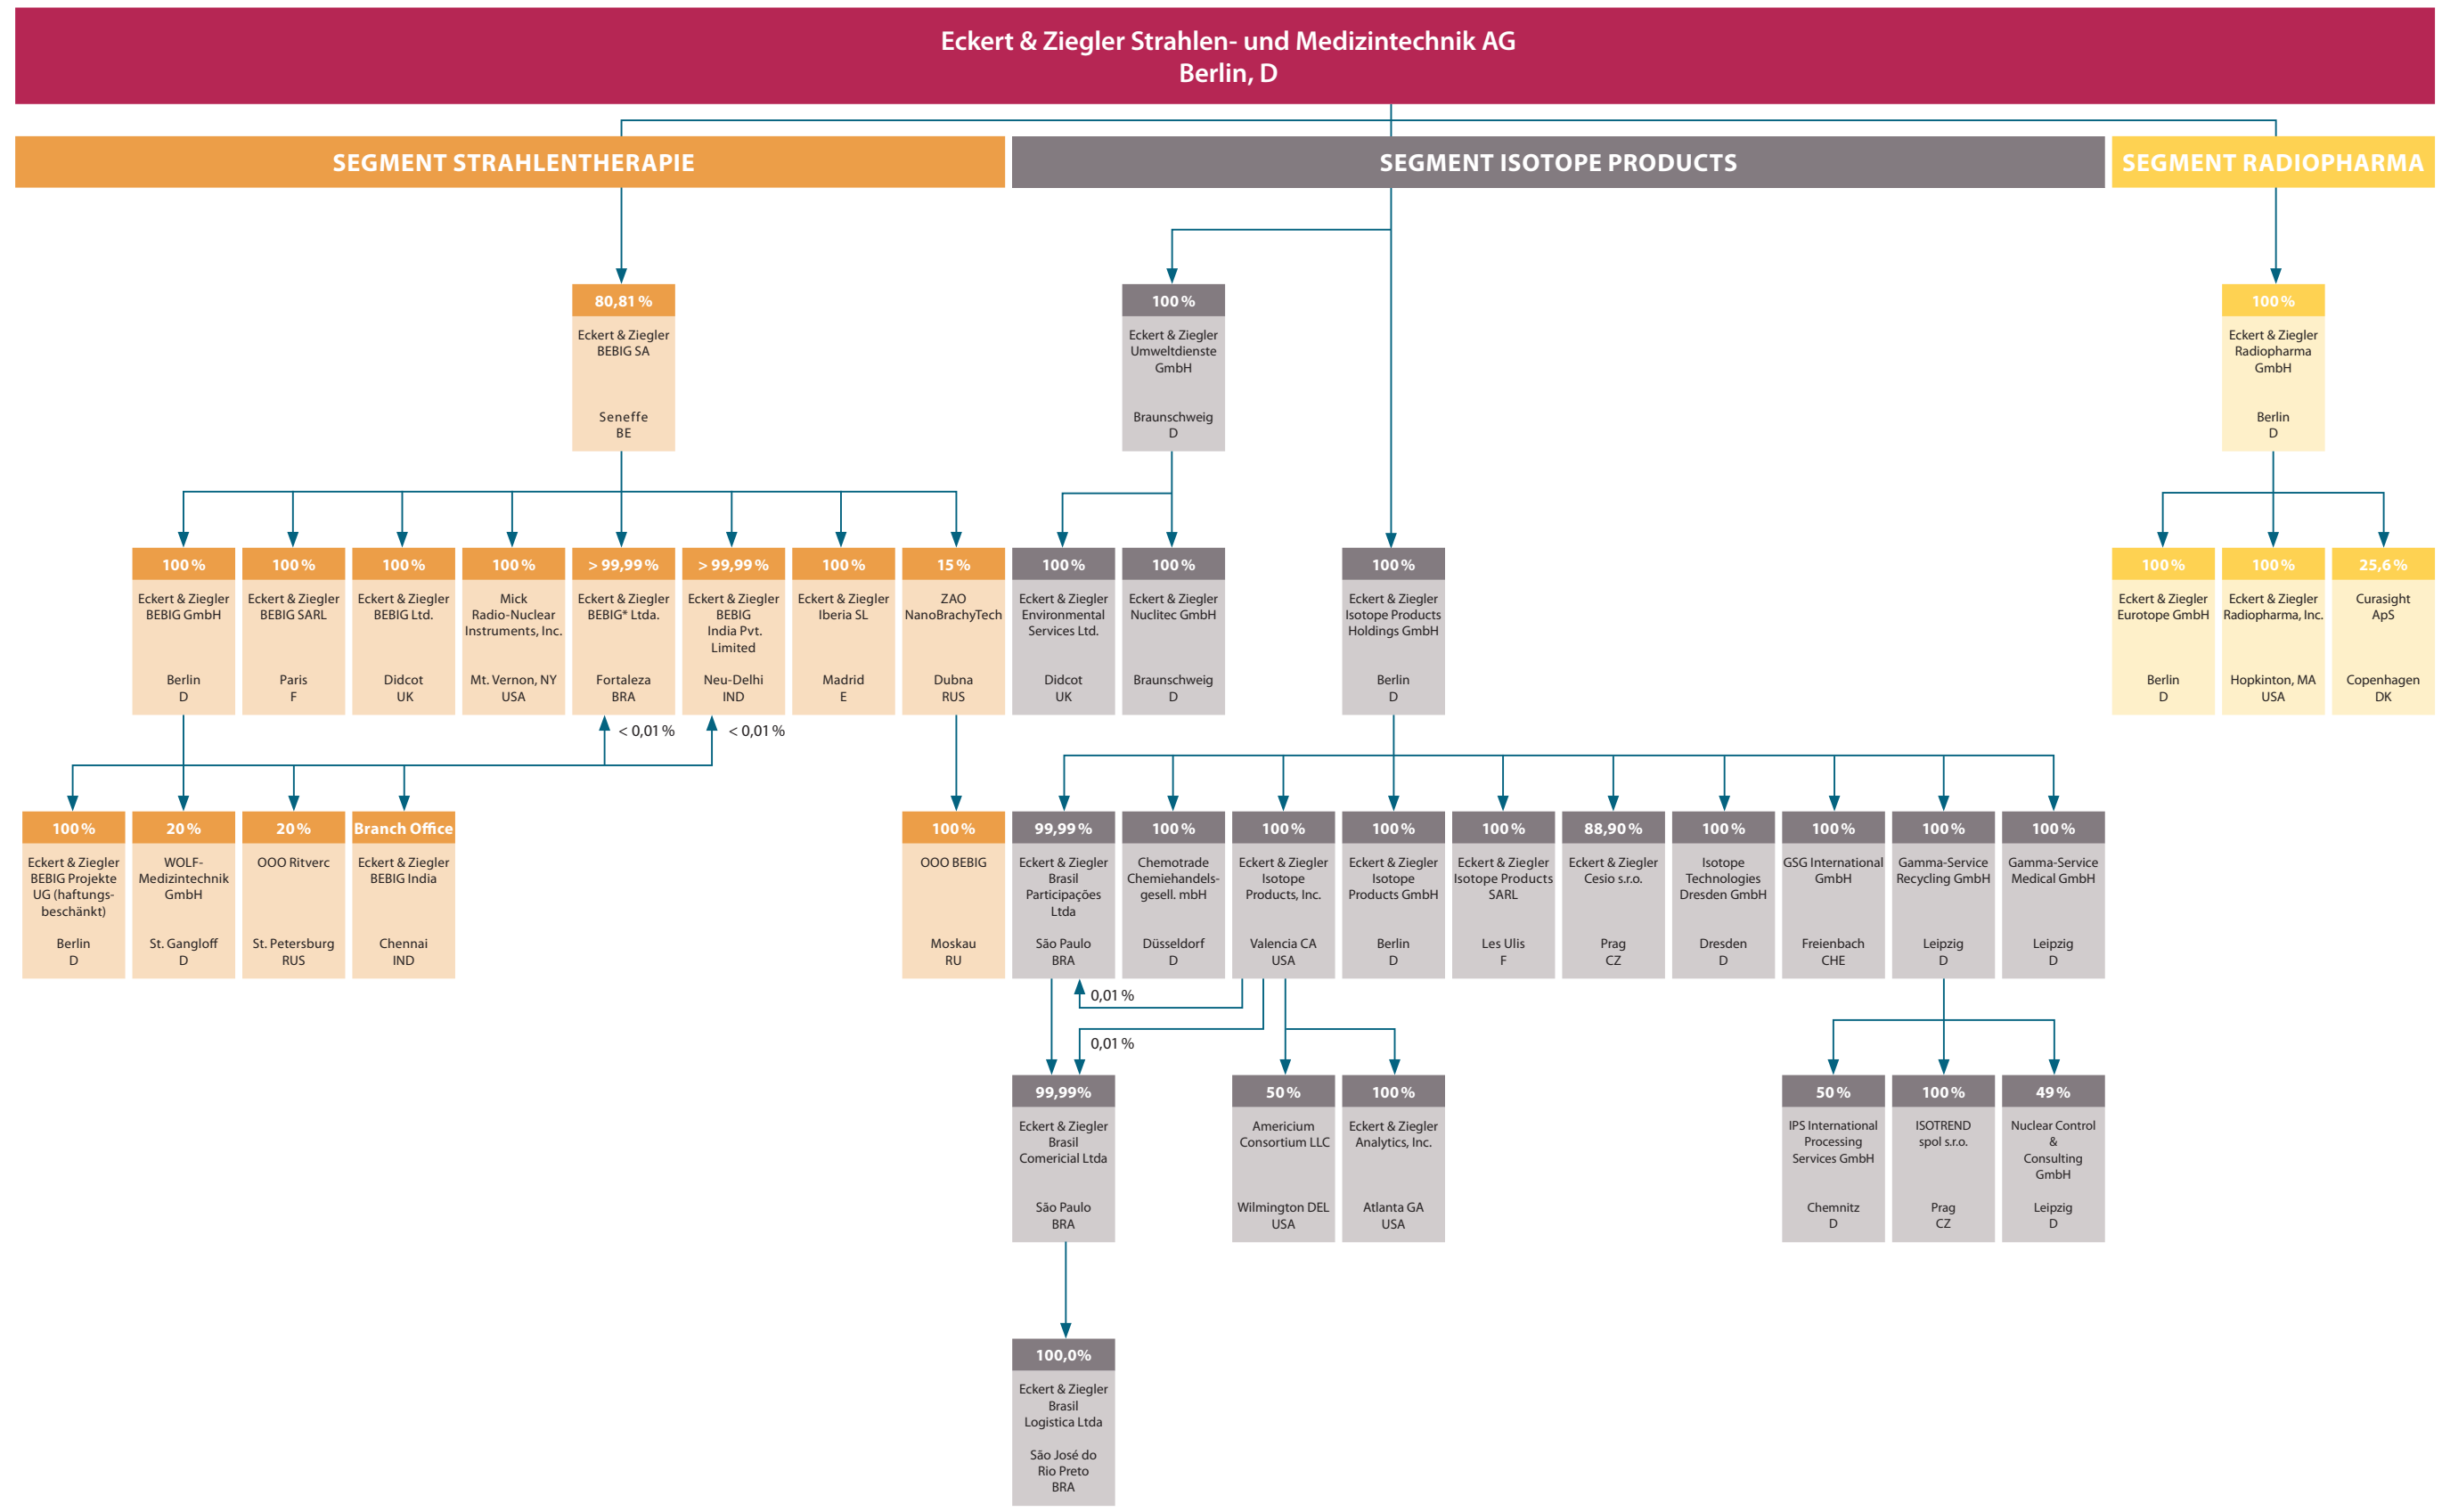 Eckert & Ziegler Strahlen- und Medizintechnik AG
Berlin, D
SEGMENT STRAHLENTHERAPIE
SEGMENT ISOTOPE PRODUCTS
SEGMENT RADIOPHARMA
80,81 %
Eckert & Ziegler
BEBIG SA
Seneffe
BE
100 %
Eckert & Ziegler
Umweltdienste
GmbH
Braunschweig
D
100 %
Eckert & Ziegler
Radiopharma
GmbH
Berlin
D
100 %
Eckert & Ziegler
BEBIG GmbH
Berlin
D
100 %
Eckert & Ziegler
BEBIG SARL
Paris
F
100 %
Eckert & Ziegler
BEBIG Ltd.
Didcot
UK
100 %
Mick
Radio-Nuclear
Instruments, Inc.
Mt. Vernon, NY
USA
> 99,99 %
Eckert & Ziegler
BEBIG* Ltda.
Fortaleza
BRA
> 99,99 %
Eckert & Ziegler
BEBIG
India Pvt.
Limited
Neu-Delhi
IND
100 %
Eckert & Ziegler
Iberia SL
Madrid
E
15 %
ZAO
NanoBrachyTech
Dubna
RUS
100 %
Eckert & Ziegler
Environmental
Services Ltd.
Didcot
UK
100 %
Eckert & Ziegler
Nuclitec GmbH
Braunschweig
D
100 %
Eckert & Ziegler
Isotope Products
Holdings GmbH
Berlin
D
100 %
Eckert & Ziegler
Eurotope GmbH
Berlin
D
100 %
Eckert & Ziegler
Radiopharma, Inc.
Hopkinton, MA
USA
25,6 %
Curasight
ApS
Copenhagen
DK
< 0,01 %
< 0,01 %
100 %
Eckert & Ziegler
BEBIG Projekte
UG (haftungs-
beschänkt)
Berlin
D
20 %
WOLF-
Medizintechnik
GmbH
St. Gangloff
D
20 %
OOO Ritverc
St. Petersburg
RUS
Branch Office
Eckert & Ziegler
BEBIG India
Chennai
IND
100 %
OOO BEBIG
Moskau
RU
99,99 %
Eckert & Ziegler
Brasil
Participações
Ltda
São Paulo
BRA
100 %
Chemotrade
Chemiehandels-
gesell. mbH
Düsseldorf
D
100 %
Eckert & Ziegler
Isotope
Products, Inc.
Valencia CA
USA
100 %
Eckert & Ziegler
Isotope
Products GmbH
Berlin
D
100 %
Eckert & Ziegler
Isotope Products
SARL
Les Ulis
F
88,90 %
Eckert & Ziegler
Cesio s.r.o.
Prag
CZ
100 %
Isotope
Technologies
Dresden GmbH
Dresden
D
100 %
GSG International
GmbH
Freienbach
CHE
100 %
Gamma-Service
Recycling GmbH
Leipzig
D
100 %
Gamma-Service
Medical GmbH
Leipzig
D
0,01 %
0,01 %
99,99%
Eckert & Ziegler
Brasil
Comericial Ltda
São Paulo
BRA
50 %
Americium
Consortium LLC
Wilmington DEL
USA
100 %
Eckert & Ziegler
Analytics, Inc.
Atlanta GA
USA
50 %
IPS International
Processing
Services GmbH
Chemnitz
D
100 %
ISOTREND
spol s.r.o.
Prag
CZ
49 %
Nuclear Control
&
Consulting
GmbH
Leipzig
D
100,0%
Eckert & Ziegler
Brasil
Logistica Ltda
São José do
Rio Preto
BRA